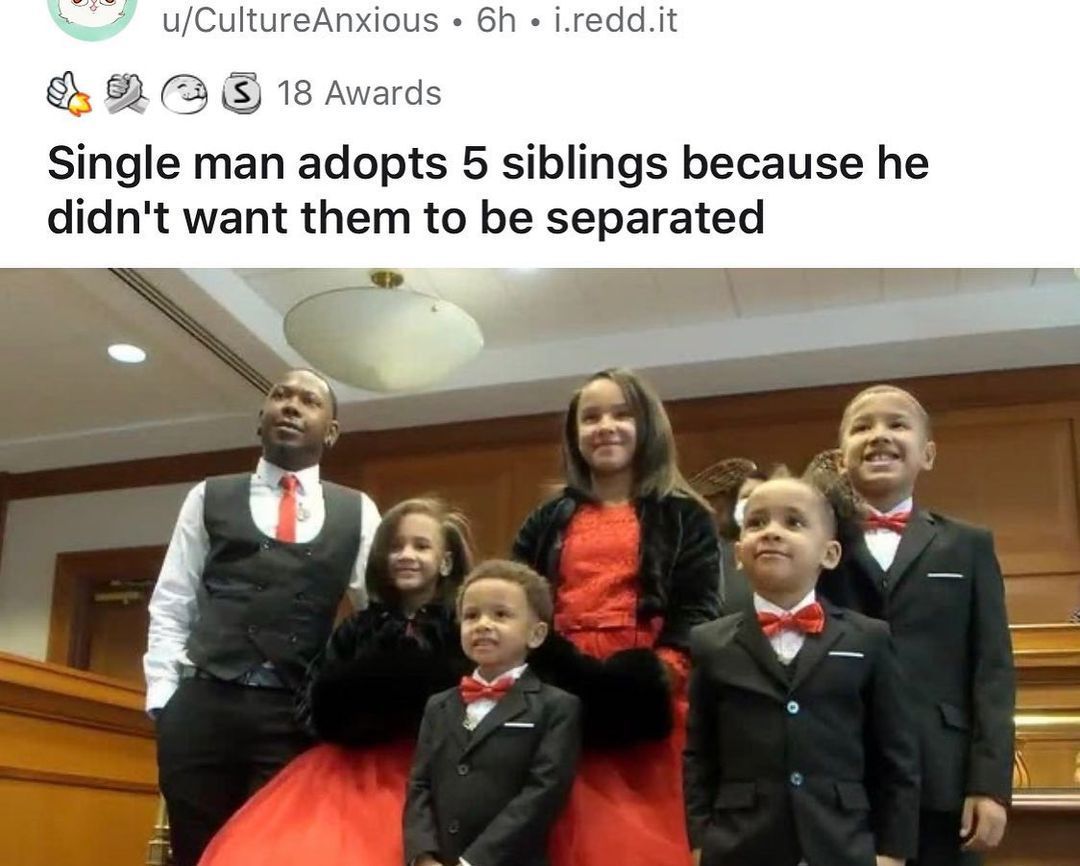 u/CultureAnxious • 6h • i.redd.it
S 18 Awards
Single man adopts 5 siblings because he
didn't want them to be separated